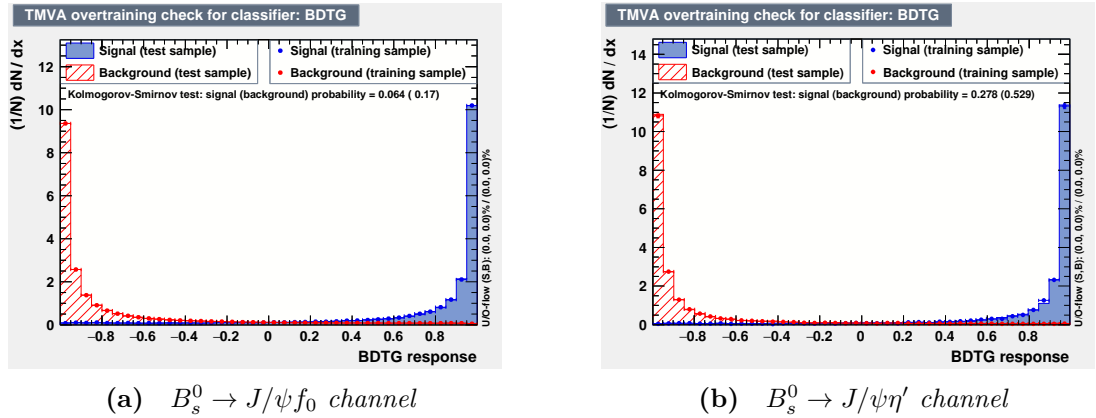 TMVA overtraining check for classifier: BDTG
(1/N) dN / dx
12
10
8
6
4
2
0
Signal (test sample)
Background (test sample)
Signal (training sample)
Background (training sample)
Kolmogorov-Smirnov test: signal (background) probability = 0.064 ( 0.17)
U/O-flow (S,B): (0.0, 0.0)% / (0.0, 0.0)%
−0.8 −0.6 −0.4 −0.2 0 0.2 0.4 0.6 0.8
BDTG response
(a) B_s^0 → J/ψf_0 channel
TMVA overtraining check for classifier: BDTG
(1/N) dN / dx
14
12
10
8
6
4
2
0
Signal (test sample)
Background (test sample)
Signal (training sample)
Background (training sample)
Kolmogorov-Smirnov test: signal (background) probability = 0.278 (0.529)
U/O-flow (S,B): (0.0, 0.0)% / (0.0, 0.0)%
−0.8 −0.6 −0.4 −0.2 0 0.2 0.4 0.6 0.8
BDTG response
(b) B_s^0 → J/ψη′ channel